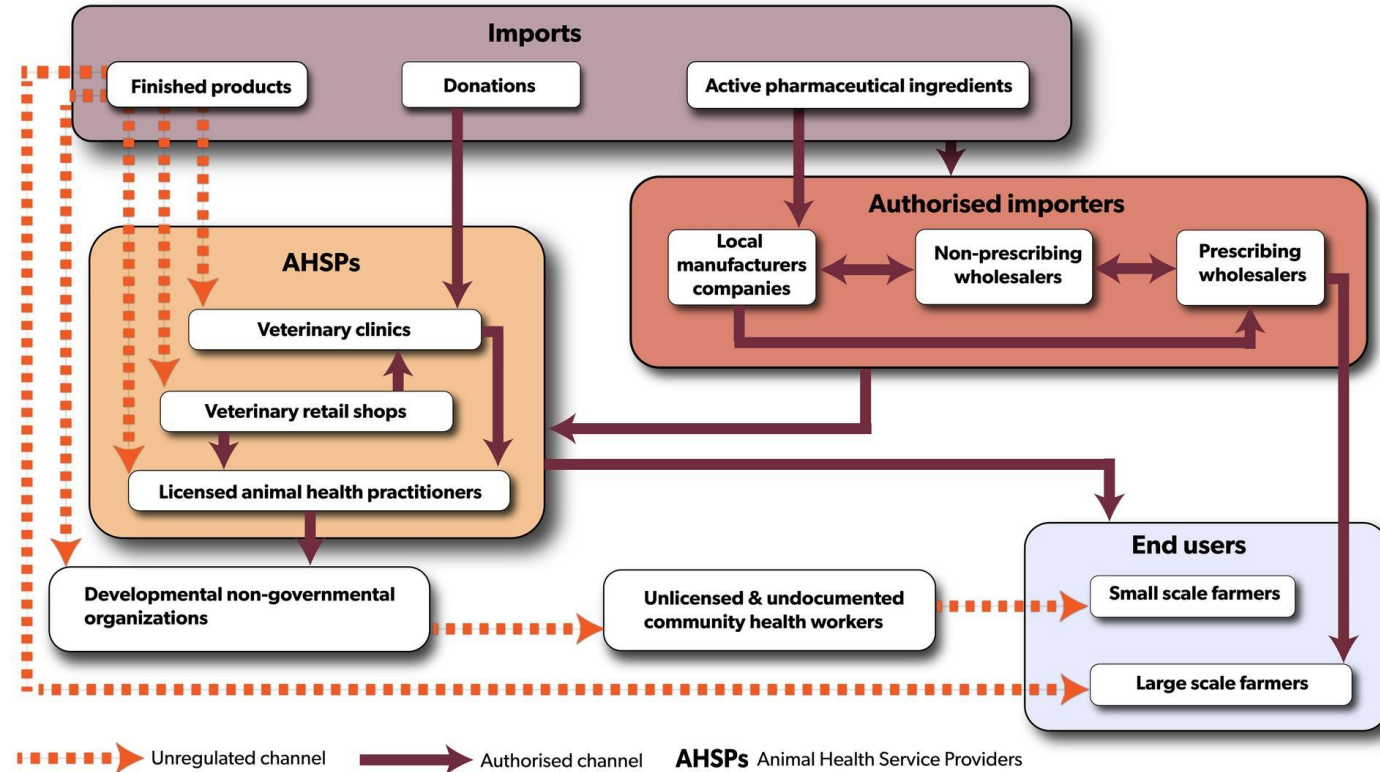 Imports
Finished products
Donations
Active pharmaceutical ingredients
Authorised importers
Local
manufacturers
companies
Non-prescribing
wholesalers
Prescribing
wholesalers
AHSPs
Veterinary clinics
Veterinary retail shops
Licensed animal health practitioners
End users
Developmental non-governmental
organizations
Unlicensed & undocumented
community health workers
Small scale farmers
Large scale farmers
Unregulated channel
Authorised channel
AHSPs Animal Health Service Providers